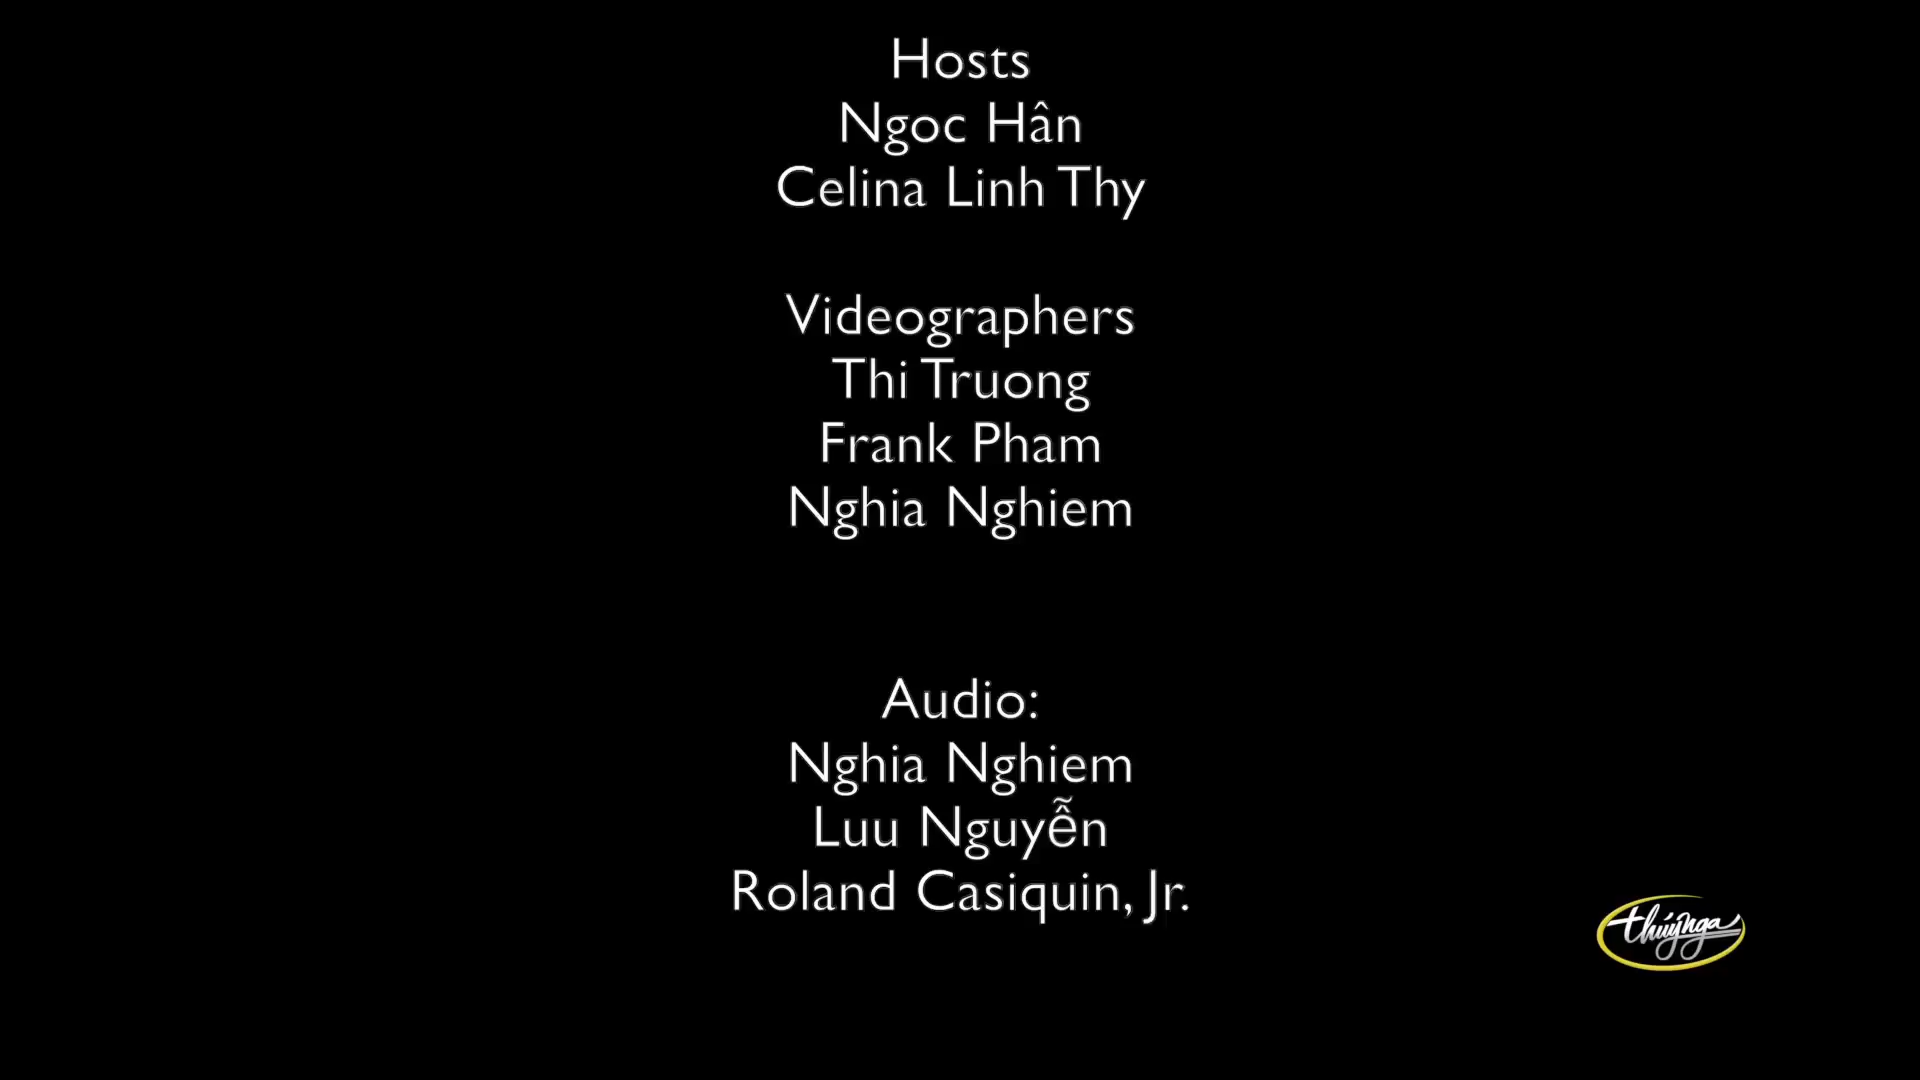 Hosts
Ngoc Hân
Celina Linh Thy
Videographers
Thi Truong
Frank Pham
Nghia Nghiem
Audio:
Nghia Nghiem
Luu Nguyễn
Roland Casiquin, Jr.
thúy nga